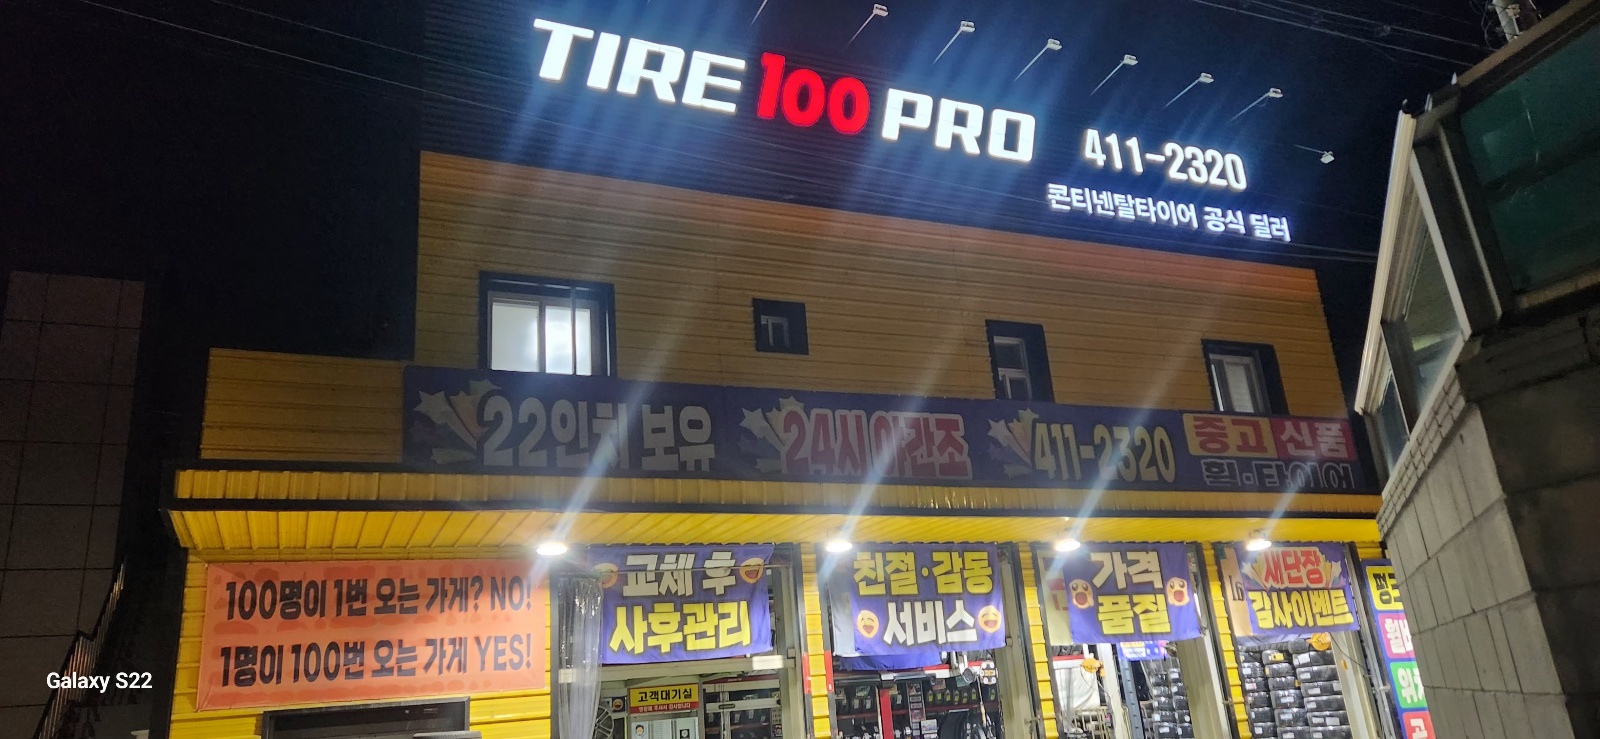 TIRE 100 PRO
411-2320
콘티넨탈타이어 공식 딜러
22인치 보유
24시 야간조
411-2320
중고 신품
휠·타이어
100명이 1번 오는 가게? NO!
1명이 100번 오는 가게 YES!
교체 후
사후관리
친절·감동
서비스
가격
품질
새단장
감사이벤트
고객대기실
Galaxy S22